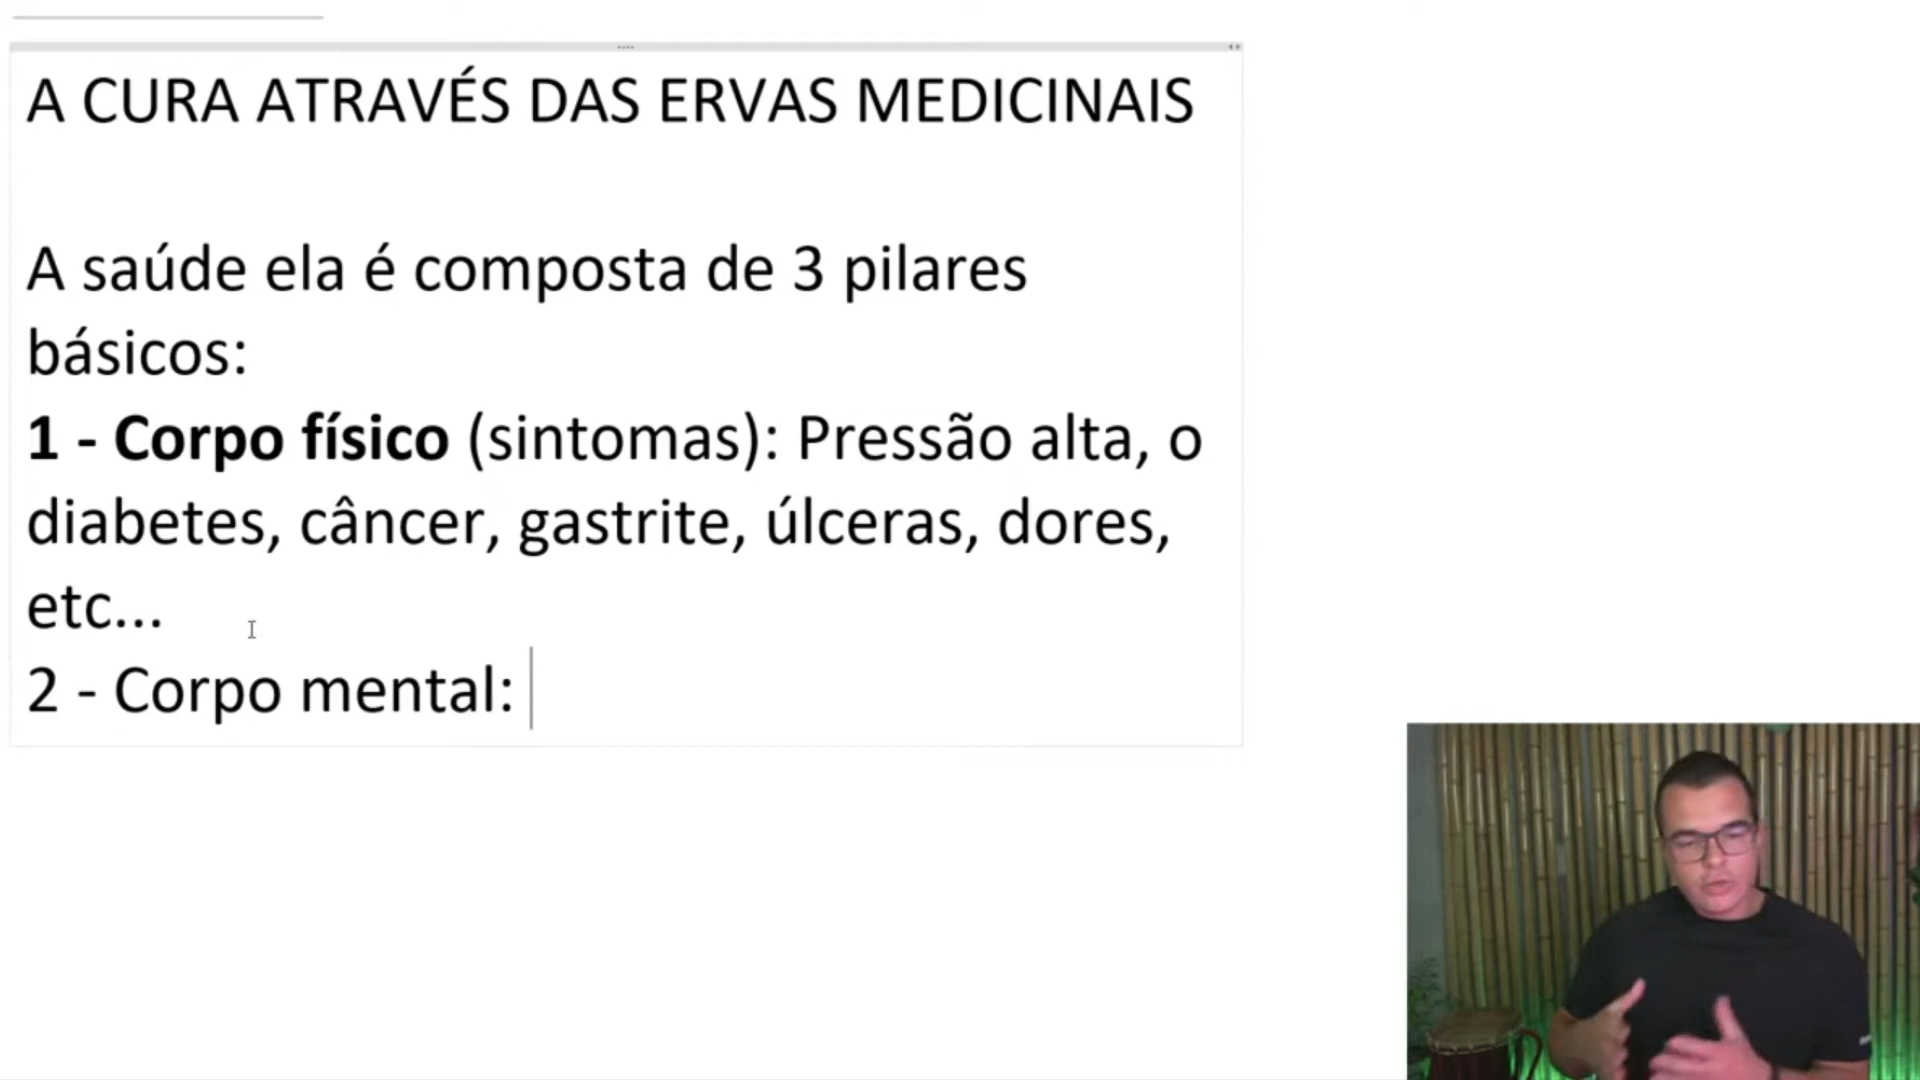 A CURA ATRAVÉS DAS ERVAS MEDICINAIS
A saúde ela é composta de 3 pilares
básicos:
1 - Corpo físico (sintomas): Pressão alta, o
diabetes, câncer, gastrite, úlceras, dores,
etc...
2 - Corpo mental: